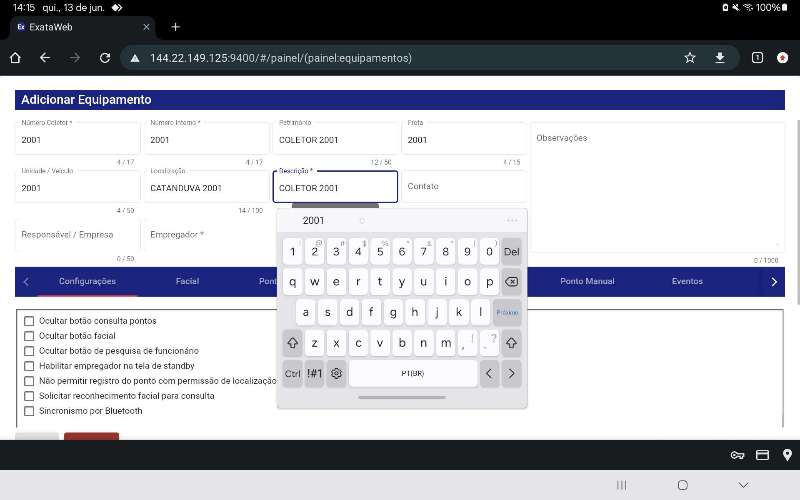 14:15 qui., 13 de jun.
100%
ExataWeb
144.22.149.125:9400/#/painel/(painel:equipamentos)
1
Adicionar Equipamento
Número Coletor *
Número Interno *
Patrimônio
Frota
2001
2001
COLETOR 2001
2001
Observações
4 / 17
4 / 17
12 / 50
4 / 15
Unidade / Veículo
Localização
Descrição *
2001
CATANDUVA 2001
COLETOR 2001
Contato
4 / 50
14 / 100
Responsável / Empresa
Empregador *
0 / 50
0 / 1000
2001
1 2 3 4 5 6 7 8 9 0 Del
q w e r t y u i o p
a s d f g h j k l Próximo
z x c v b n m , ! . ?
Ctrl !#1 PT(BR)
Configurações
Facial
Pont
Ponto Manual
Eventos
Ocultar botão consulta pontos
Ocultar botão facial
Ocultar botão de pesquisa de funcionário
Habilitar empregador na tela de standby
Não permitir registro do ponto com permissão de localização
Solicitar reconhecimento facial para consulta
Sincronismo por Bluetooth